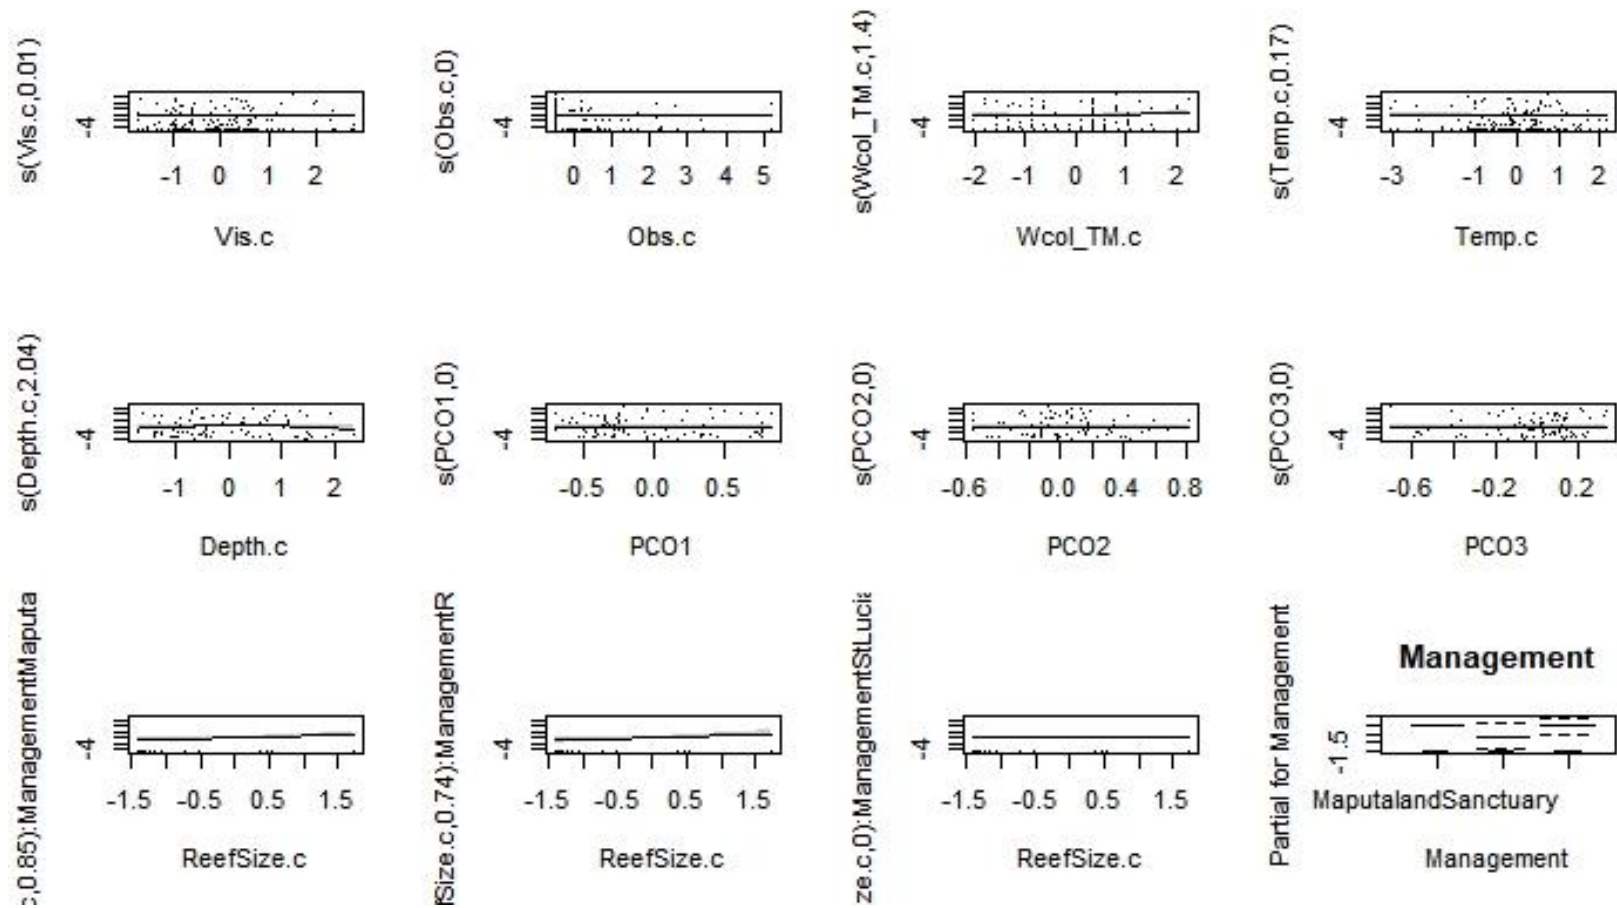 s(Vis.c,0.01)
-4
-1 0 1 2
Vis.c
s(Obs.c,0)
0 1 2 3 4 5
Obs.c
s(Wcol_TM.c,1.4)
-4
-2 -1 0 1 2
Wcol_TM.c
s(Temp.c,0.17)
-4
-3 -1 0 1 2
Temp.c
s(Depth.c,2.04)
-4
-1 0 1 2
Depth.c
s(PCO1,0)
-4
-0.5 0.0 0.5
PCO1
s(PCO2,0)
-4
-0.6 0.0 0.4 0.8
PCO2
s(PCO3,0)
-4
-0.6 -0.2 0.2
PCO3
c,0.85):ManagementMaputa
-4
-1.5 -0.5 0.5 1.5
ReefSize.c
fSize.c,0.74):ManagementR
-4
-1.5 -0.5 0.5 1.5
ReefSize.c
ze.c,0):ManagementStLucia
-4
-1.5 -0.5 0.5 1.5
ReefSize.c
Partial for Management
Management
-1.5
MaputalandSanctuary
Management